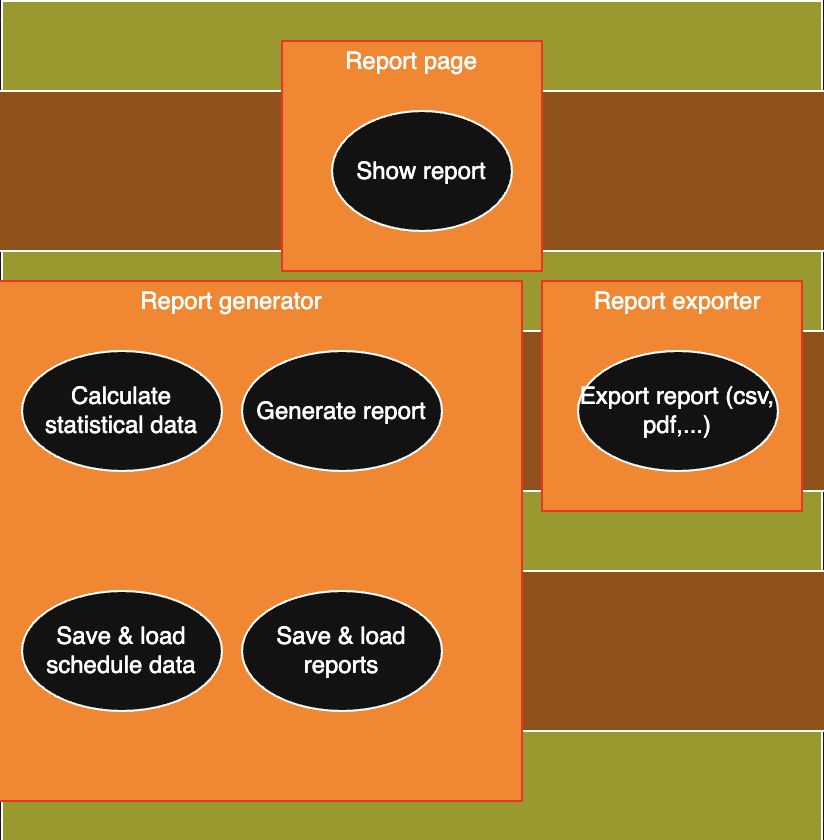 Report page
Show report
Report generator
Report exporter
Calculate
statistical data
Generate report
Export report (csv,
pdf,...)
Save & load
schedule data
Save & load
reports